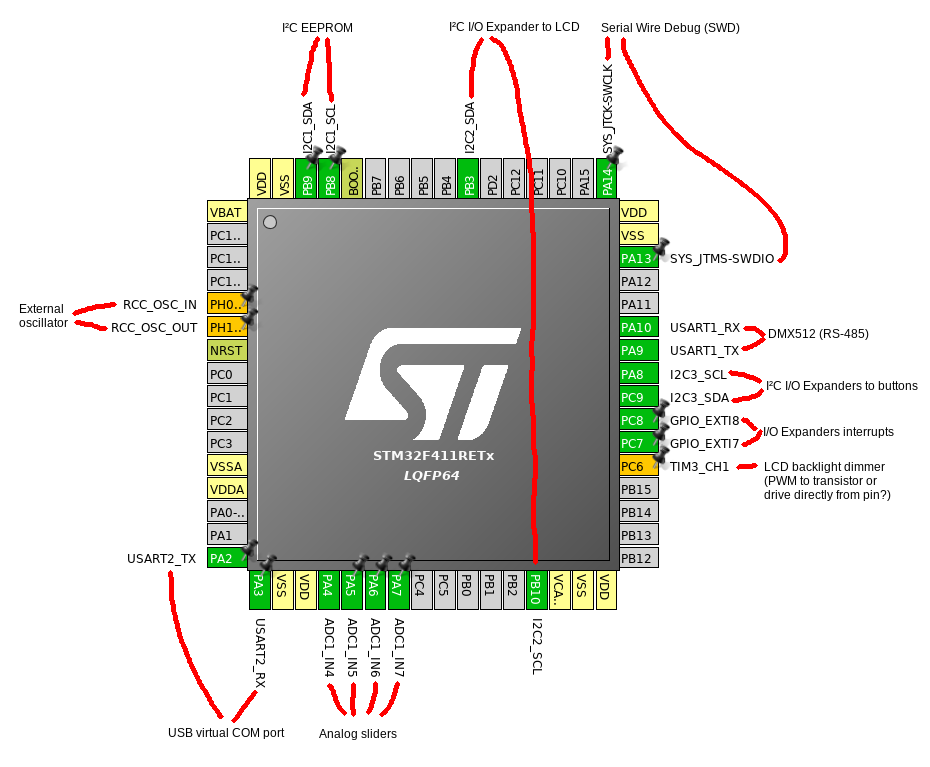 I²C EEPROM
I²C I/O Expander to LCD
Serial Wire Debug (SWD)
I2C1_SDA
I2C1_SCL
I2C2_SDA
SYS_JTCK-SWCLK
VDD
VSS
PB9
PB8
BOO..
PB7
PB6
PB5
PB4
PB3
PD2
PC12
PC11
PC10
PA15
PA14
VBAT
PC1..
PC1..
PC1..
External
oscillator
RCC_OSC_IN
PH0..
RCC_OSC_OUT
PH1..
NRST
PC0
PC1
PC2
PC3
VSSA
VDDA
PA0-..
PA1
USART2_TX
PA2
ST
STM32F411RETx
LQFP64
VDD
VSS
PA13
SYS_JTMS-SWDIO
PA12
PA11
PA10
USART1_RX
DMX512 (RS-485)
PA9
USART1_TX
PA8
I2C3_SCL
I²C I/O Expanders to buttons
PC9
I2C3_SDA
PC8
GPIO_EXTI8
I/O Expanders interrupts
PC7
GPIO_EXTI7
PC6
TIM3_CH1
LCD backlight dimmer
(PWM to transistor or
drive directly from pin?)
PB15
PB14
PB13
PB12
PA3
VSS
VDD
PA4
PA5
PA6
PA7
PC4
PC5
PB0
PB1
PB2
PB10
VCA..
VSS
VDD
USART2_RX
ADC1_IN4
ADC1_IN5
ADC1_IN6
ADC1_IN7
I2C2_SCL
USB virtual COM port
Analog sliders